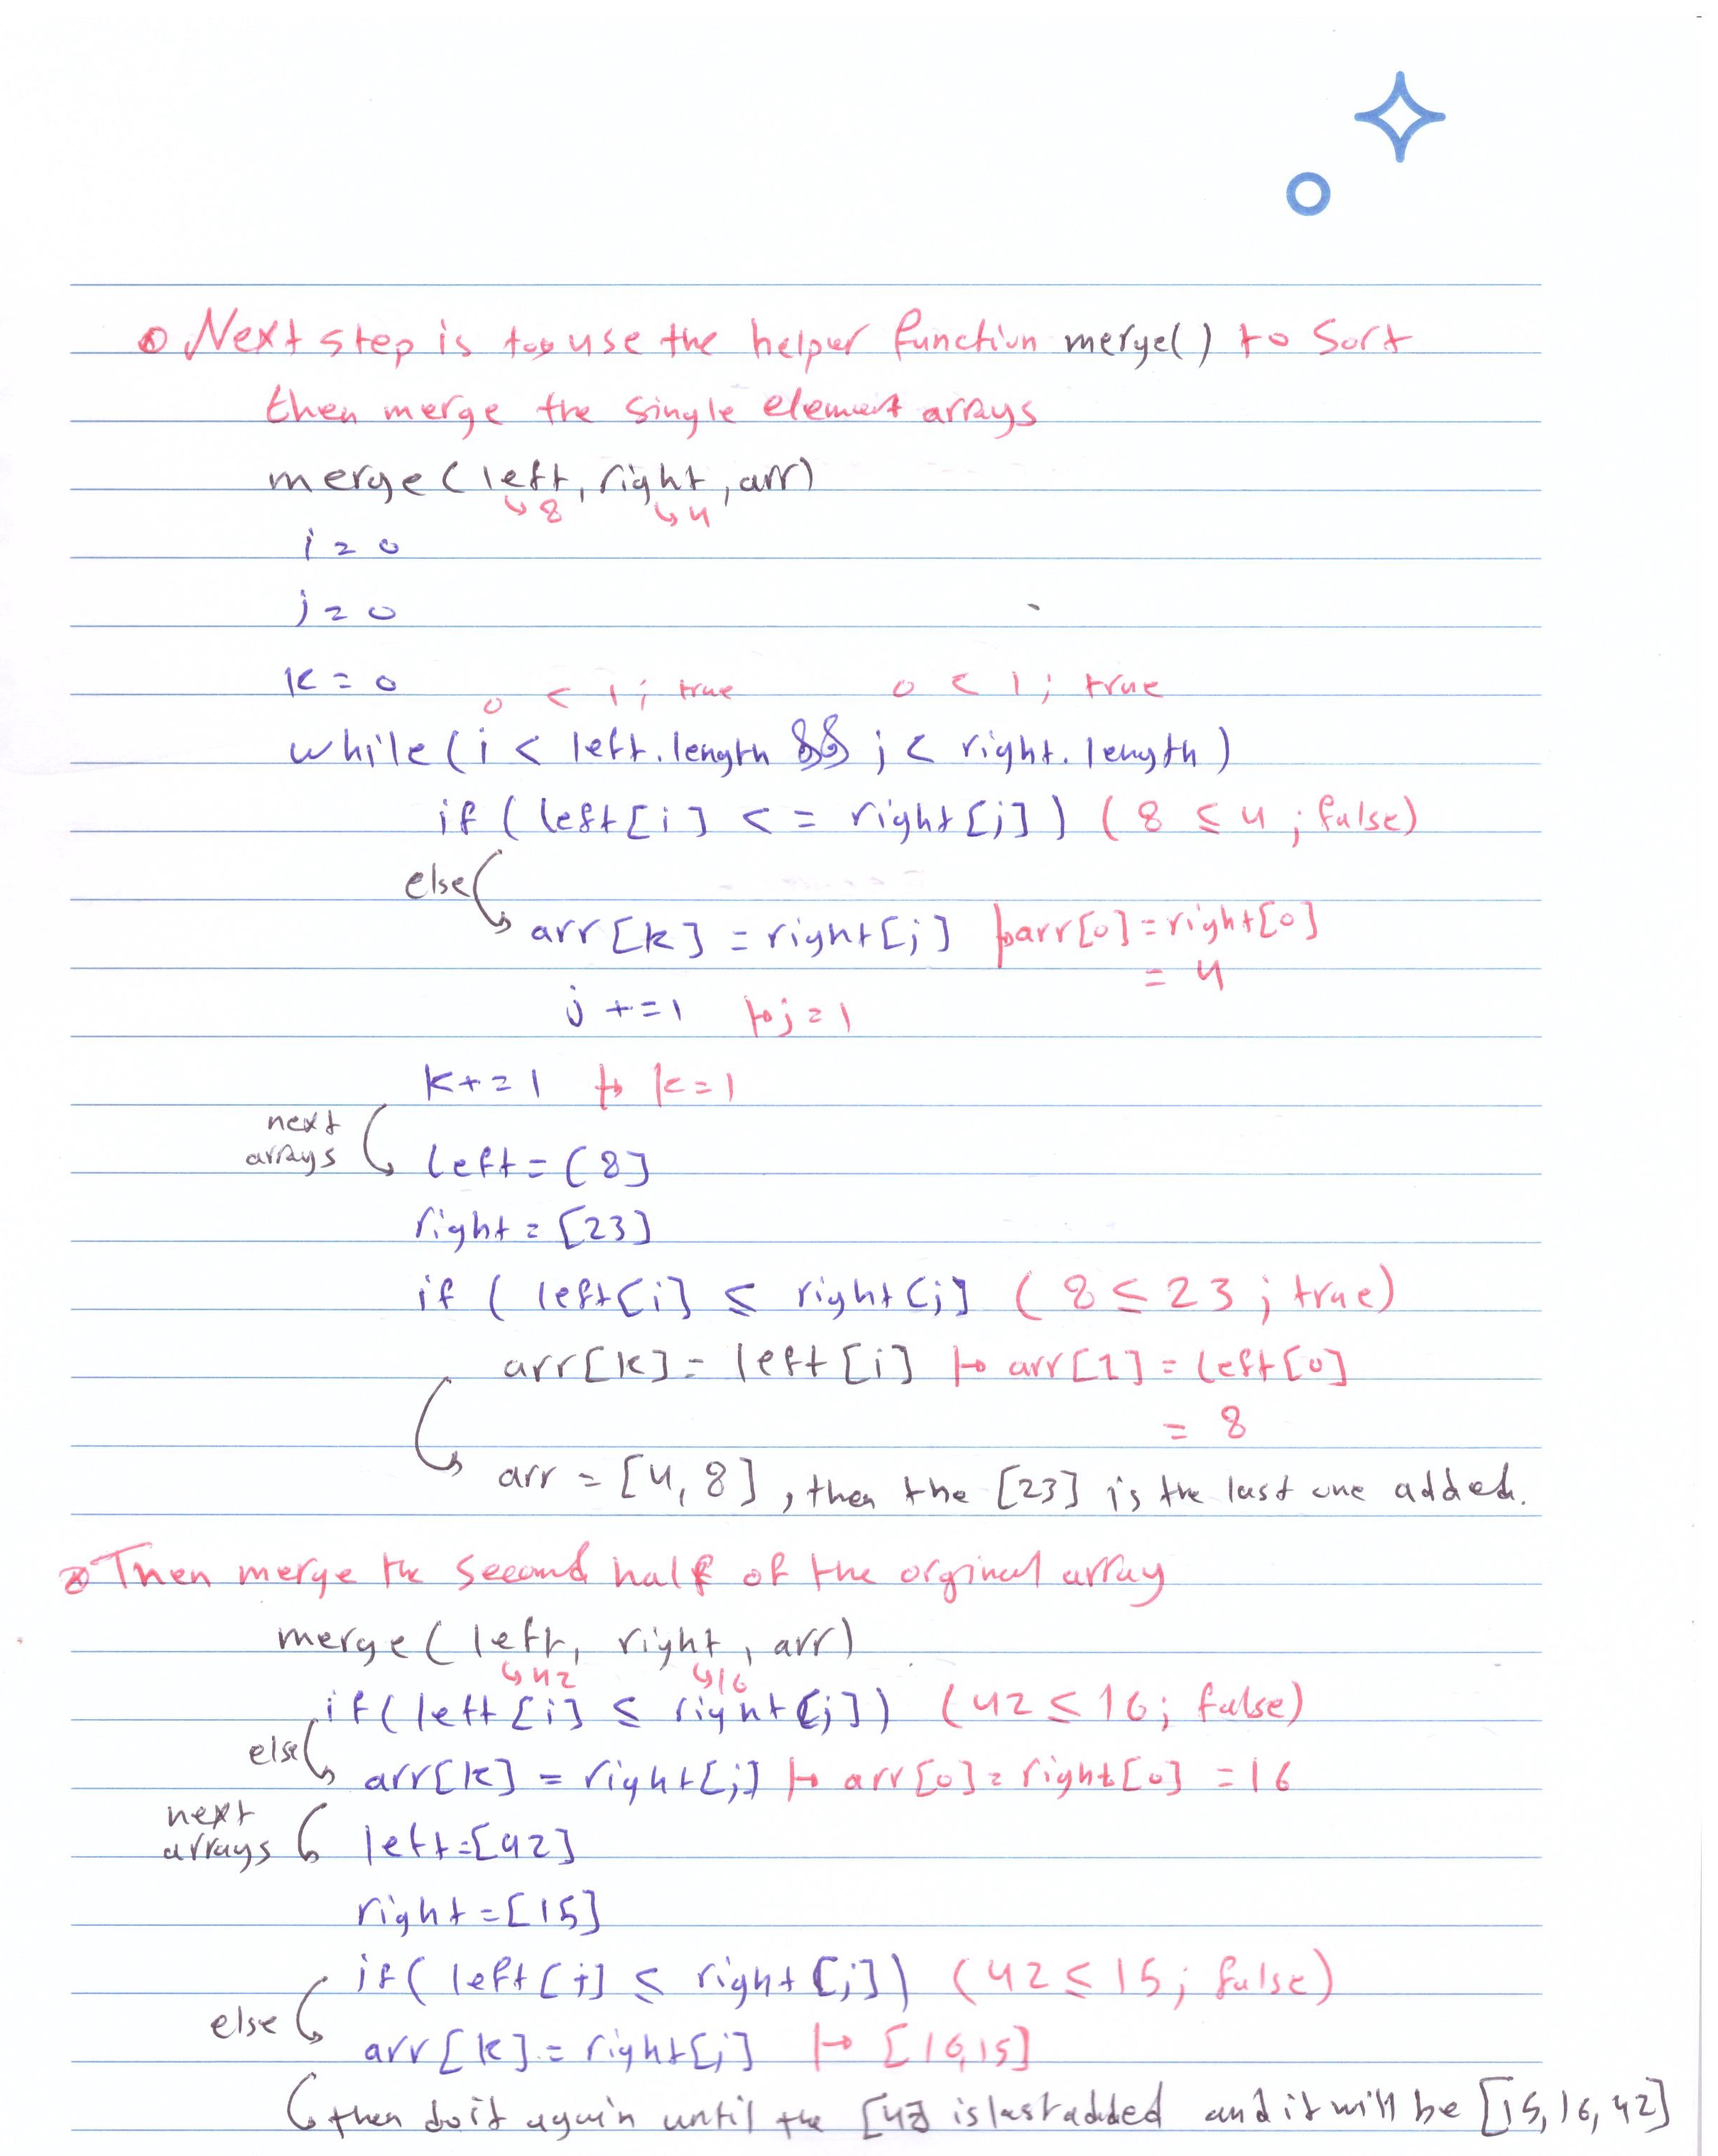 Next step is to use the helper function merge() to sort
then merge the single element arrays
merge(left, right, arr)
↳8 ↳4
i = 0
j = 0
k = 0
0 < 1; true 0 < 1; true
while(i < left.length && j < right.length)
if (left[i] <= right[j]) (8 ≤ 4; false)
else
arr[k] = right[j] ↦ arr[0] = right[0]
= 4
j += 1 ↦ j = 1
k += 1 ↦ k = 1
next
arrays
left = [8]
right = [23]
if (left[i] ≤ right[j] (8 ≤ 23; true)
arr[k] = left[i] ↦ arr[1] = left[0]
= 8
arr = [4, 8], then the [23] is the last one added.
Then merge the second half of the orginal array
merge(left, right, arr)
↳42 ↳16
if(left[i] ≤ right[j]) (42 ≤ 16; false)
else
arr[k] = right[j] ↦ arr[0] = right[0] = 16
next
arrays
left=[42]
right=[15]
if(left[i] ≤ right[j]) (42 ≤ 15; false)
else
arr[k] = right[j] ↦ [16,15]
then do it again until the [42] is last added and it will be [15, 16, 42]